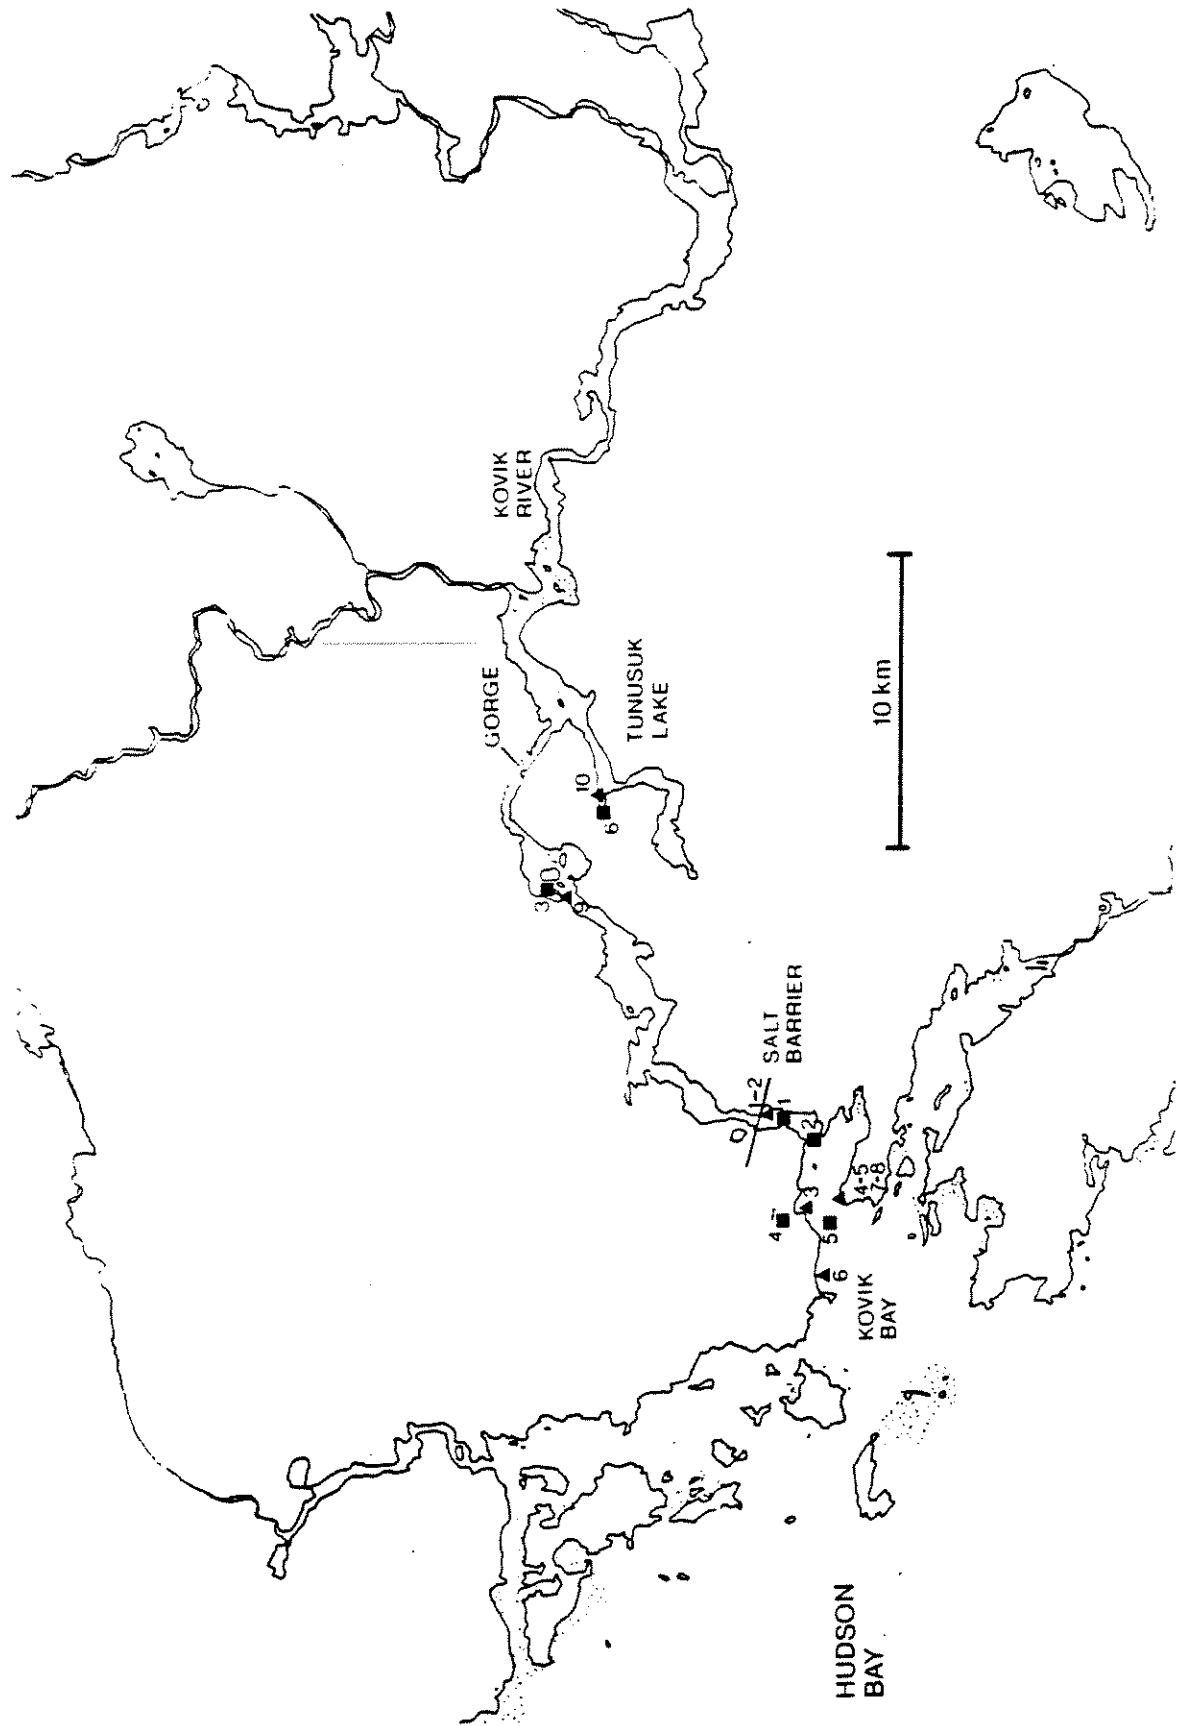 KOVIK
RIVER
GORGE
TUNUSUK
LAKE
10 km
10
6
3
9
SALT
BARRIER
1-2
1
2
3
4
5
4-5
7-8
6
KOVIK
BAY
HUDSON
BAY